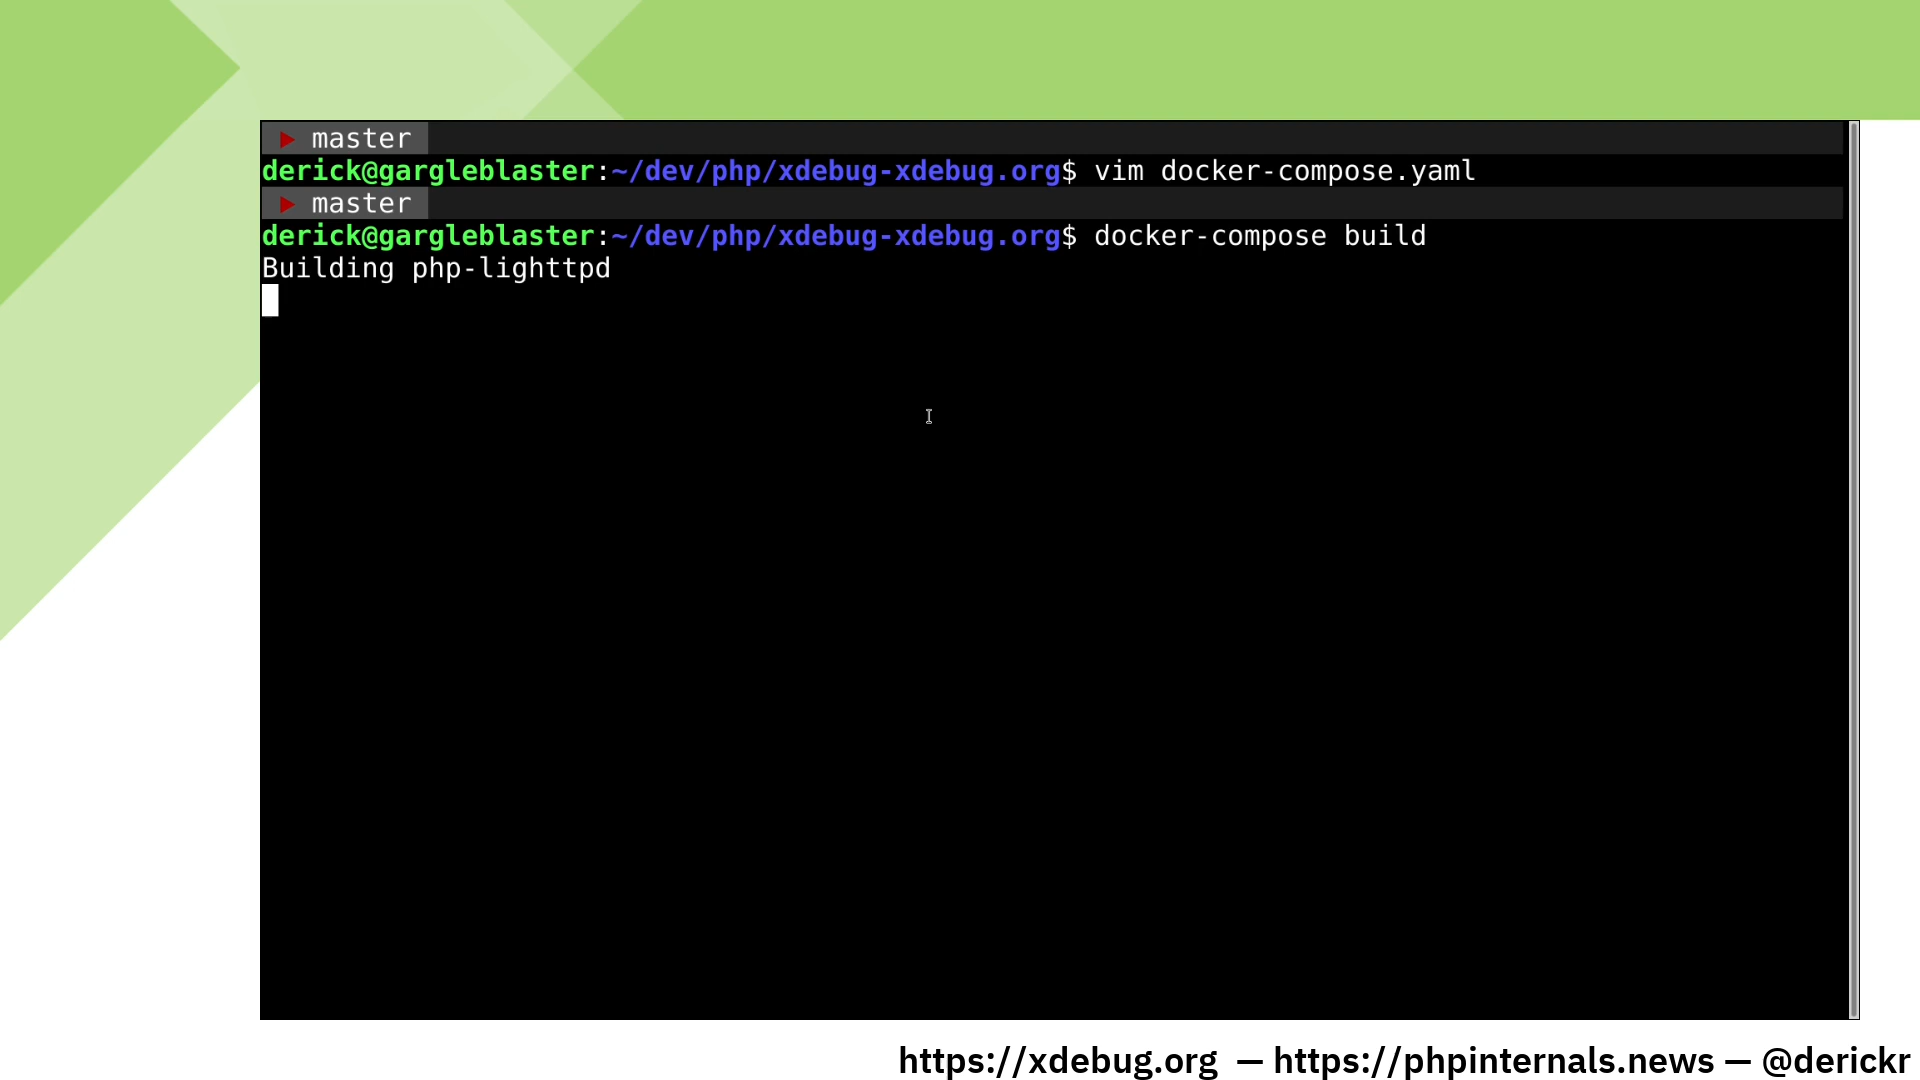 ▶ master
derick@gargleblaster:~/dev/php/xdebug-xdebug.org$ vim docker-compose.yaml
▶ master
derick@gargleblaster:~/dev/php/xdebug-xdebug.org$ docker-compose build
Building php-lighttpd
https://xdebug.org — https://phpinternals.news — @derickr